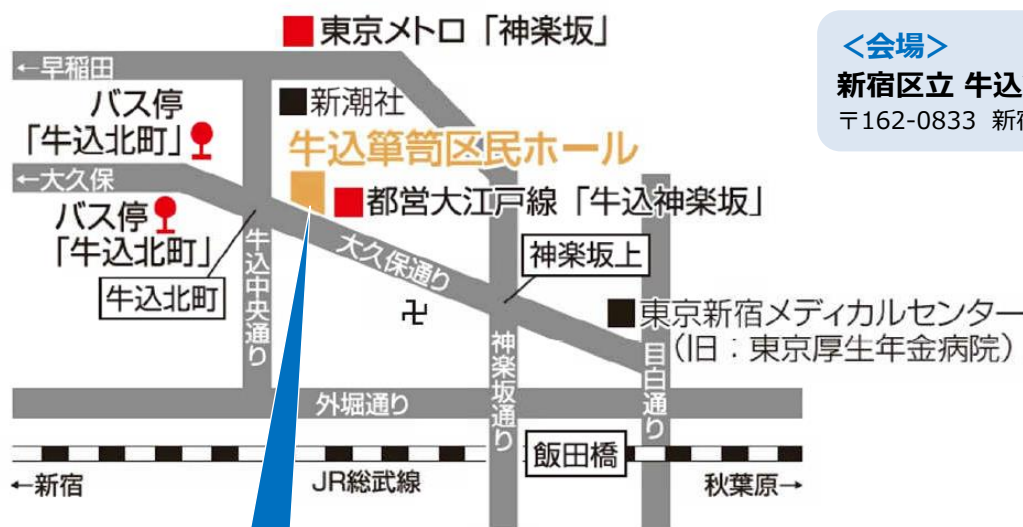 東京メトロ「神楽坂」
←早稲田
バス停
「牛込北町」
新潮社
牛込箪笥区民ホール
←大久保
都営大江戸線「牛込神楽坂」
バス停
「牛込北町」
牛込北町
牛込中央通り
大久保通り
神楽坂上
卍
東京新宿メディカルセンター
（旧：東京厚生年金病院）
神楽坂通り
目白通り
外堀通り
飯田橋
←新宿
JR総武線
秋葉原→
＜会場＞
新宿区立 牛込
〒162-0833 新宿